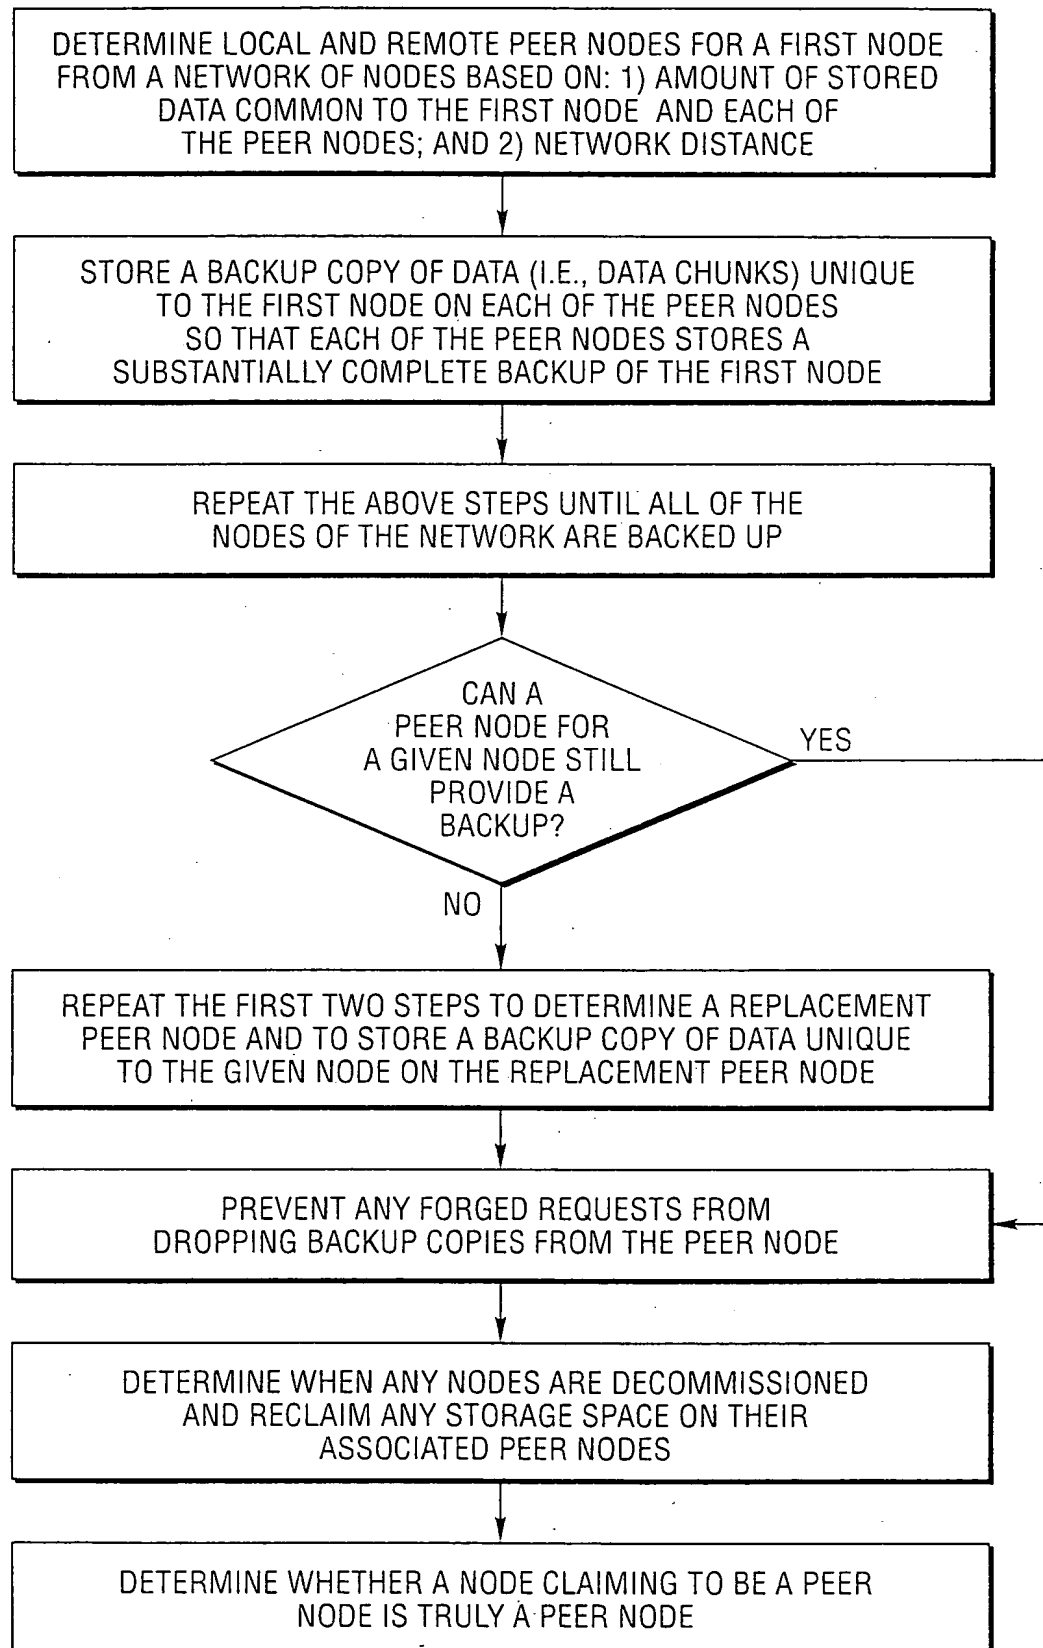 DETERMINE LOCAL AND REMOTE PEER NODES FOR A FIRST NODE
FROM A NETWORK OF NODES BASED ON: 1) AMOUNT OF STORED
DATA COMMON TO THE FIRST NODE AND EACH OF
THE PEER NODES; AND 2) NETWORK DISTANCE
STORE A BACKUP COPY OF DATA (I.E., DATA CHUNKS) UNIQUE
TO THE FIRST NODE ON EACH OF THE PEER NODES
SO THAT EACH OF THE PEER NODES STORES A
SUBSTANTIALLY COMPLETE BACKUP OF THE FIRST NODE
REPEAT THE ABOVE STEPS UNTIL ALL OF THE
NODES OF THE NETWORK ARE BACKED UP
CAN A
PEER NODE FOR
A GIVEN NODE STILL
PROVIDE A
BACKUP?
YES
NO
REPEAT THE FIRST TWO STEPS TO DETERMINE A REPLACEMENT
PEER NODE AND TO STORE A BACKUP COPY OF DATA UNIQUE
TO THE GIVEN NODE ON THE REPLACEMENT PEER NODE
PREVENT ANY FORGED REQUESTS FROM
DROPPING BACKUP COPIES FROM THE PEER NODE
DETERMINE WHEN ANY NODES ARE DECOMMISSIONED
AND RECLAIM ANY STORAGE SPACE ON THEIR
ASSOCIATED PEER NODES
DETERMINE WHETHER A NODE CLAIMING TO BE A PEER
NODE IS TRULY A PEER NODE